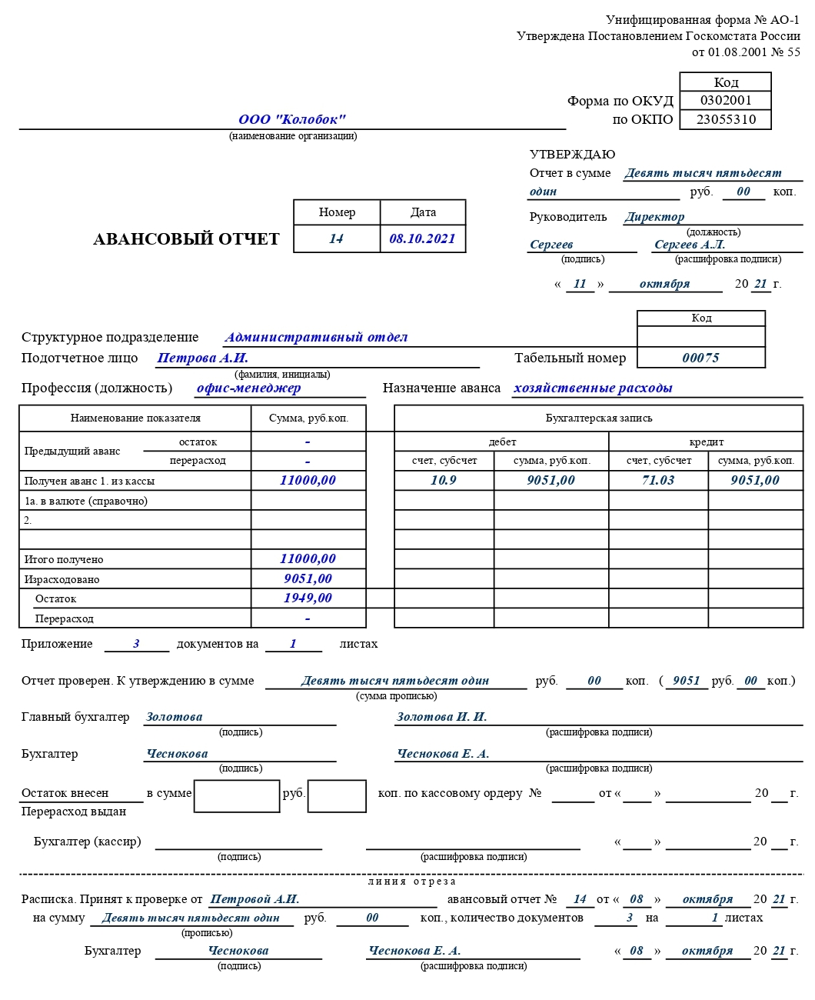 Унифицированная форма № АО-1
Утверждена Постановлением Госкомстата России
от 01.08.2001 № 55
Код
Форма по ОКУД 0302001
ООО "Колобок" по ОКПО 23055310
(наименование организации)
УТВЕРЖДАЮ
Отчет в сумме Девять тысяч пятьдесят
один руб. 00 коп.
Номер Дата
Руководитель Директор
(должность)
АВАНСОВЫЙ ОТЧЕТ 14 08.10.2021
Сергеев Сергеев А.Л.
(подпись) (расшифровка подписи)
« 11 » октября 20 21 г.
Код
Структурное подразделение Административный отдел
Подотчетное лицо Петрова А.И. Табельный номер 00075
(фамилия, инициалы)
Профессия (должность) офис-менеджер Назначение аванса хозяйственные расходы
Наименование показателя Сумма, руб.коп. Бухгалтерская запись
Предыдущий аванс остаток - дебет кредит
перерасход - счет, субсчет сумма, руб.коп. счет, субсчет сумма, руб.коп.
Получен аванс 1. из кассы 11000,00 10.9 9051,00 71.03 9051,00
1а. в валюте (справочно)
2.
Итого получено 11000,00
Израсходовано 9051,00
Остаток 1949,00
Перерасход -
Приложение 3 документов на 1 листах
Отчет проверен. К утверждению в сумме Девять тысяч пятьдесят один руб. 00 коп. ( 9051 руб. 00 коп.)
(сумма прописью)
Главный бухгалтер Золотова Золотова И. И.
(подпись) (расшифровка подписи)
Бухгалтер Чеснокова Чеснокова Е. А.
(подпись) (расшифровка подписи)
Остаток внесен в сумме руб. коп. по кассовому ордеру № от « » 20 г.
Перерасход выдан
Бухгалтер (кассир) « » 20 г.
(подпись) (расшифровка подписи)
линия отреза
Расписка. Принят к проверке от Петровой А.И. авансовый отчет № 14 от « 08 » октября 20 21 г.
на сумму Девять тысяч пятьдесят один руб. 00 коп., количество документов 3 на 1 листах
(прописью)
Бухгалтер Чеснокова Чеснокова Е. А. « 08 » октября 20 21 г.
(подпись) (расшифровка подписи)